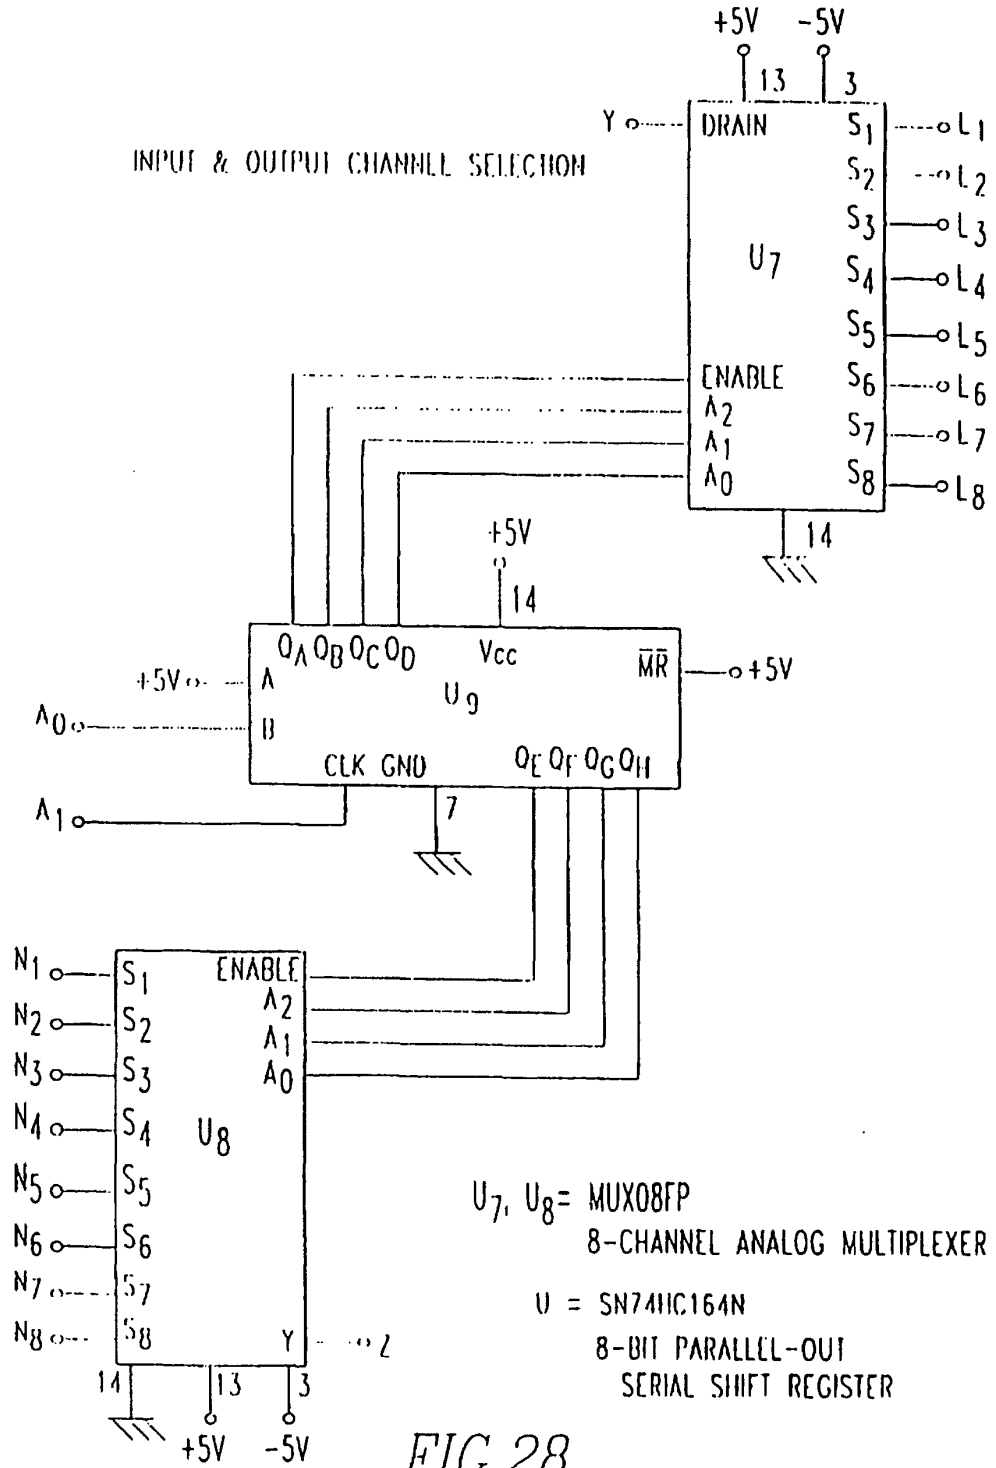 +5V -5V
13 3
Y DRAIN S1 L1
INPUT & OUTPUT CHANNEL SELECTION
S2 L2
S3 L3
U7
S4 L4
S5 L5
ENABLE S6 L6
A2
A1 S7 L7
A0 S8 L8
14
+5V
14
QA QB QC QD Vcc MR +5V
+5V A
U9
A0 B
CLK GND QE QF QG QH
A1
7
N1 S1 ENABLE
N2 S2 A2
A1
N3 S3 A0
N4 S4 U8
N5 S5
N6 S6
N7 S7
N8 S8 Y Z
14 13 3
+5V -5V
U7, U8= MUX08FP
8-CHANNEL ANALOG MULTIPLEXER
U = SN74HC164N
8-BIT PARALLEL-OUT
SERIAL SHIFT REGISTER
FIG.28